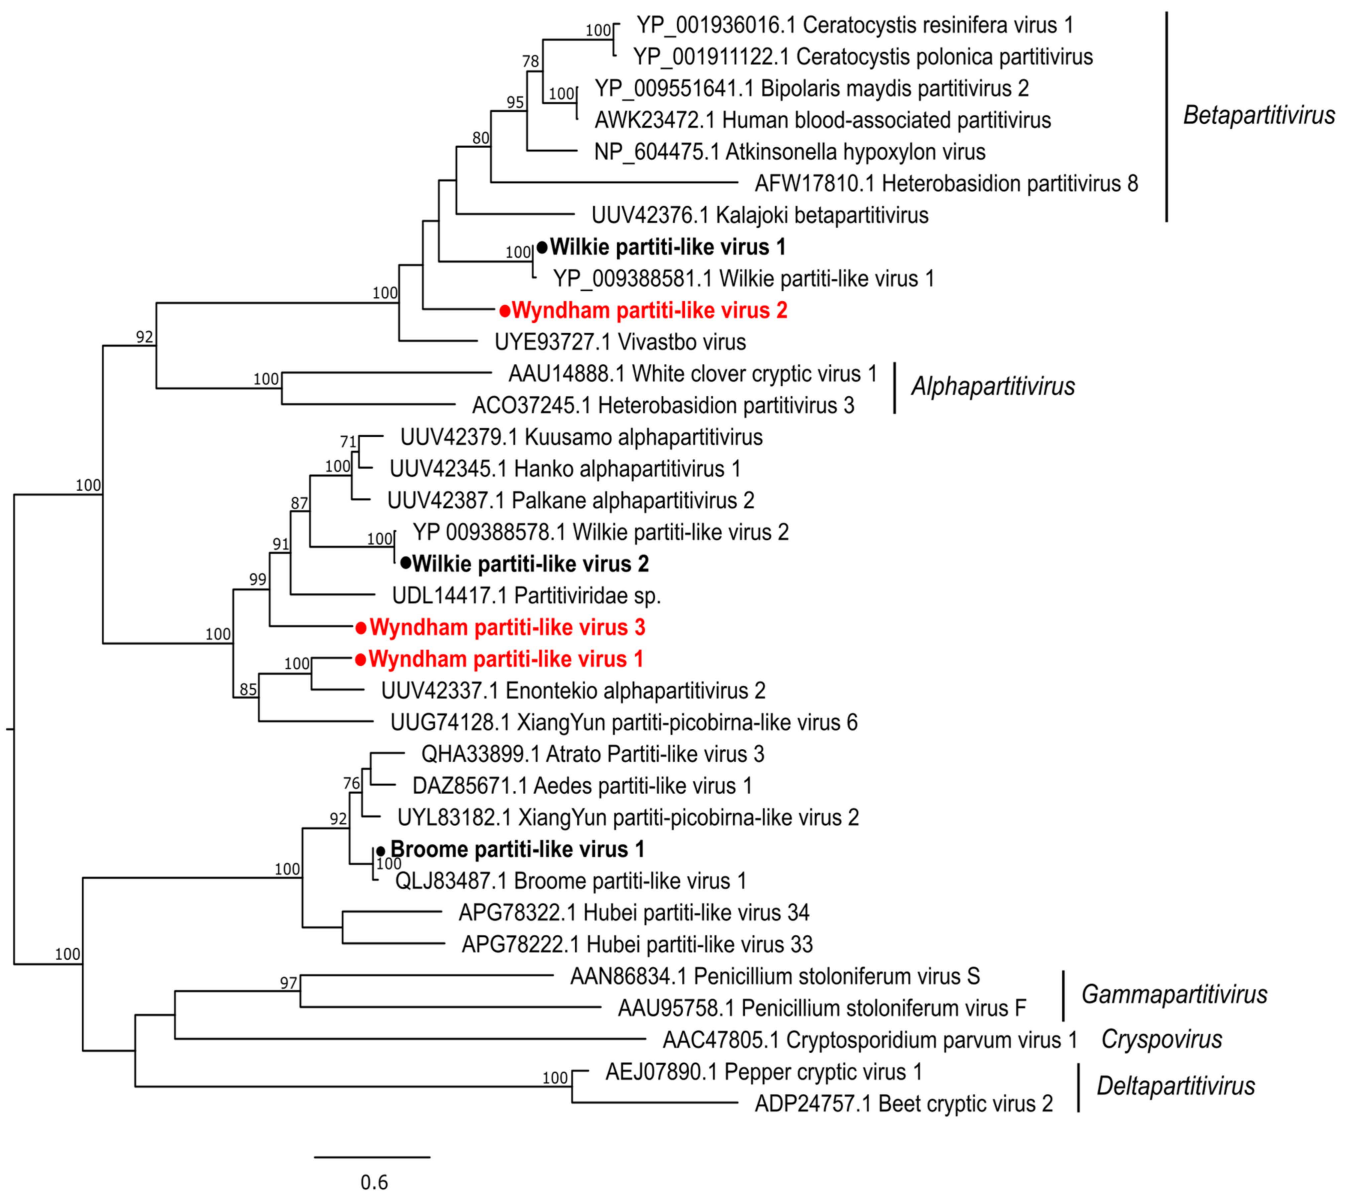 100
YP_001936016.1 Ceratocystis resinifera virus 1
YP_001911122.1 Ceratocystis polonica partitivirus
78
100
YP_009551641.1 Bipolaris maydis partitivirus 2
95
AWK23472.1 Human blood-associated partitivirus
Betapartitivirus
80
NP_604475.1 Atkinsonella hypoxylon virus
AFW17810.1 Heterobasidion partitivirus 8
UUV42376.1 Kalajoki betapartitivirus
100
Wilkie partiti-like virus 1
YP_009388581.1 Wilkie partiti-like virus 1
100
Wyndham partiti-like virus 2
92
UYE93727.1 Vivastbo virus
100
AAU14888.1 White clover cryptic virus 1
Alphapartitivirus
ACO37245.1 Heterobasidion partitivirus 3
71
UUV42379.1 Kuusamo alphapartitivirus
100
UUV42345.1 Hanko alphapartitivirus 1
100
87
UUV42387.1 Palkane alphapartitivirus 2
100
YP 009388578.1 Wilkie partiti-like virus 2
91
Wilkie partiti-like virus 2
99
UDL14417.1 Partitiviridae sp.
100
Wyndham partiti-like virus 3
100
Wyndham partiti-like virus 1
85
UUV42337.1 Enontekio alphapartitivirus 2
UUG74128.1 XiangYun partiti-picobirna-like virus 6
QHA33899.1 Atrato Partiti-like virus 3
76
DAZ85671.1 Aedes partiti-like virus 1
92
UYL83182.1 XiangYun partiti-picobirna-like virus 2
Broome partiti-like virus 1
100
100
QLJ83487.1 Broome partiti-like virus 1
APG78322.1 Hubei partiti-like virus 34
APG78222.1 Hubei partiti-like virus 33
100
97
AAN86834.1 Penicillium stoloniferum virus S
Gammapartitivirus
AAU95758.1 Penicillium stoloniferum virus F
AAC47805.1 Cryptosporidium parvum virus 1 Cryspovirus
100
AEJ07890.1 Pepper cryptic virus 1
Deltapartitivirus
ADP24757.1 Beet cryptic virus 2
0.6